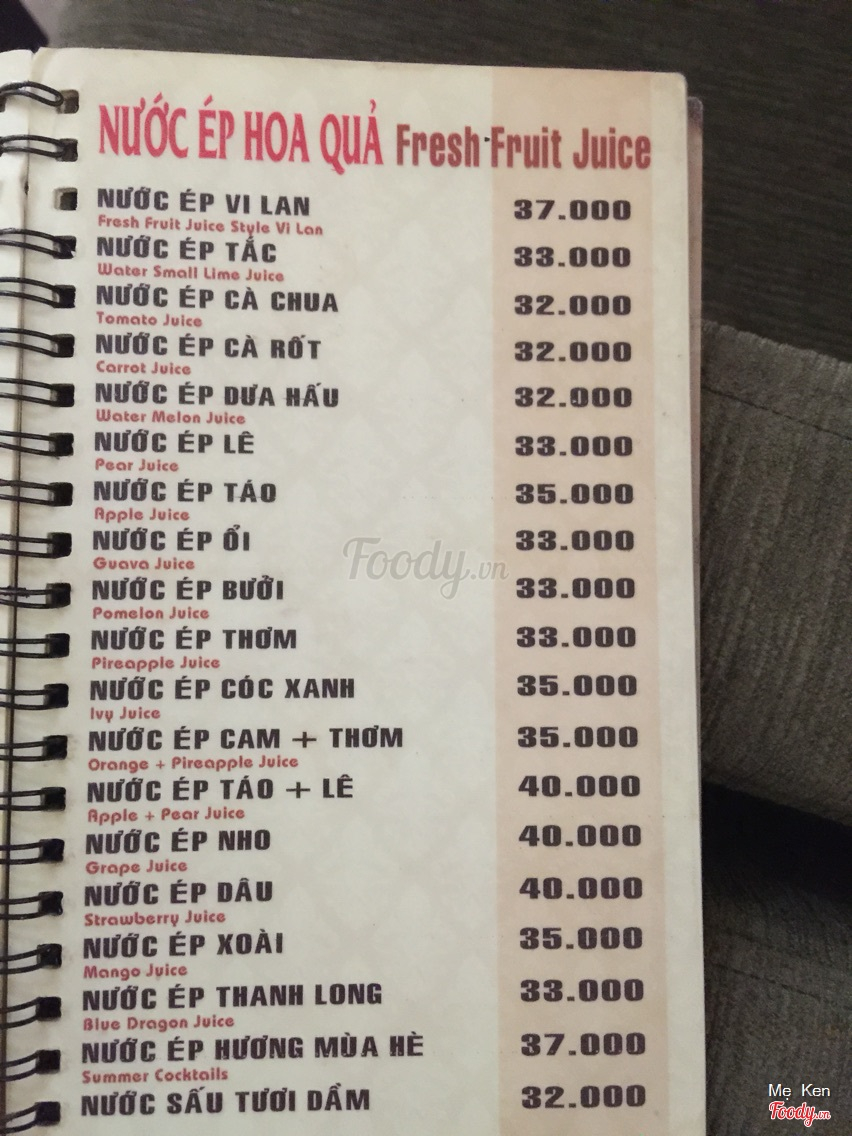 NƯỚC ÉP HOA QUẢ Fresh Fruit Juice
NƯỚC ÉP VI LAN 37.000
Fresh Fruit Juice Style Vi Lan
NƯỚC ÉP TẮC 33.000
Water Small Lime Juice
NƯỚC ÉP CÀ CHUA 32.000
Tomato Juice
NƯỚC ÉP CÀ RỐT 32.000
Carrot Juice
NƯỚC ÉP DƯA HẤU 32.000
Water Melon Juice
NƯỚC ÉP LÊ 33.000
Pear Juice
NƯỚC ÉP TÁO 35.000
Apple Juice
NƯỚC ÉP ỔI 33.000
Guava Juice
NƯỚC ÉP BƯỞI 33.000
Pomelon Juice
NƯỚC ÉP THƠM 33.000
Pireapple Juice
NƯỚC ÉP CÓC XANH 35.000
Ivy Juice
NƯỚC ÉP CAM + THƠM 35.000
Orange + Pireapple Juice
NƯỚC ÉP TÁO + LÊ 40.000
Apple + Pear Juice
NƯỚC ÉP NHO 40.000
Grape Juice
NƯỚC ÉP DÂU 40.000
Strawberry Juice
NƯỚC ÉP XOÀI 35.000
Mango Juice
NƯỚC ÉP THANH LONG 33.000
Blue Dragon Juice
NƯỚC ÉP HƯƠNG MÙA HÈ 37.000
Summer Cocktails
NƯỚC SẤU TƯƠI DẦM 32.000
Foody.vn
Mẹ Ken
Foody.vn